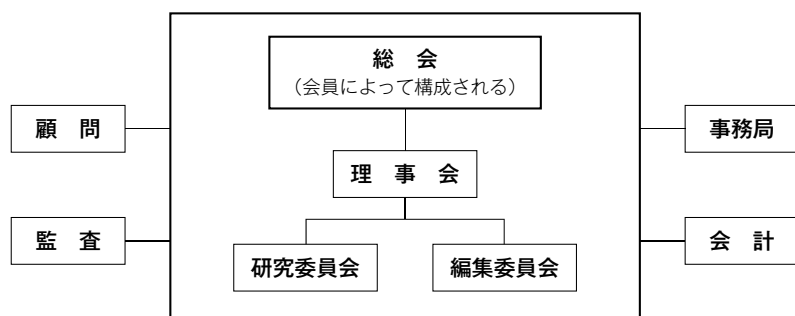 総　会
（会員によって構成される）
顧　問
事務局
理　事　会
監　査
会　計
研究委員会
編集委員会